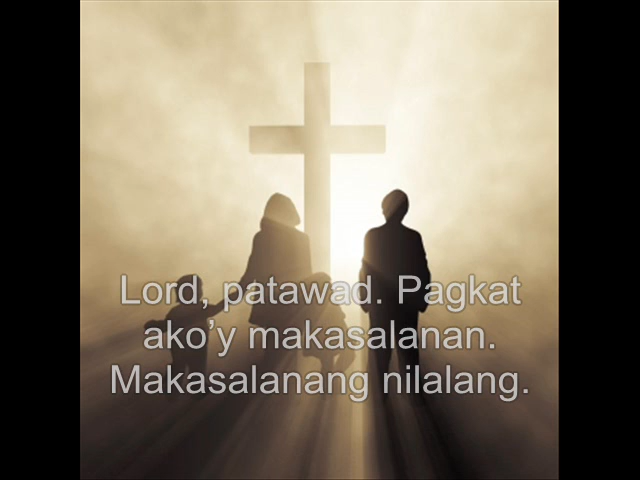 Lord, patawad. Pagkat
ako’y makasalanan.
Makasalanang nilalang.